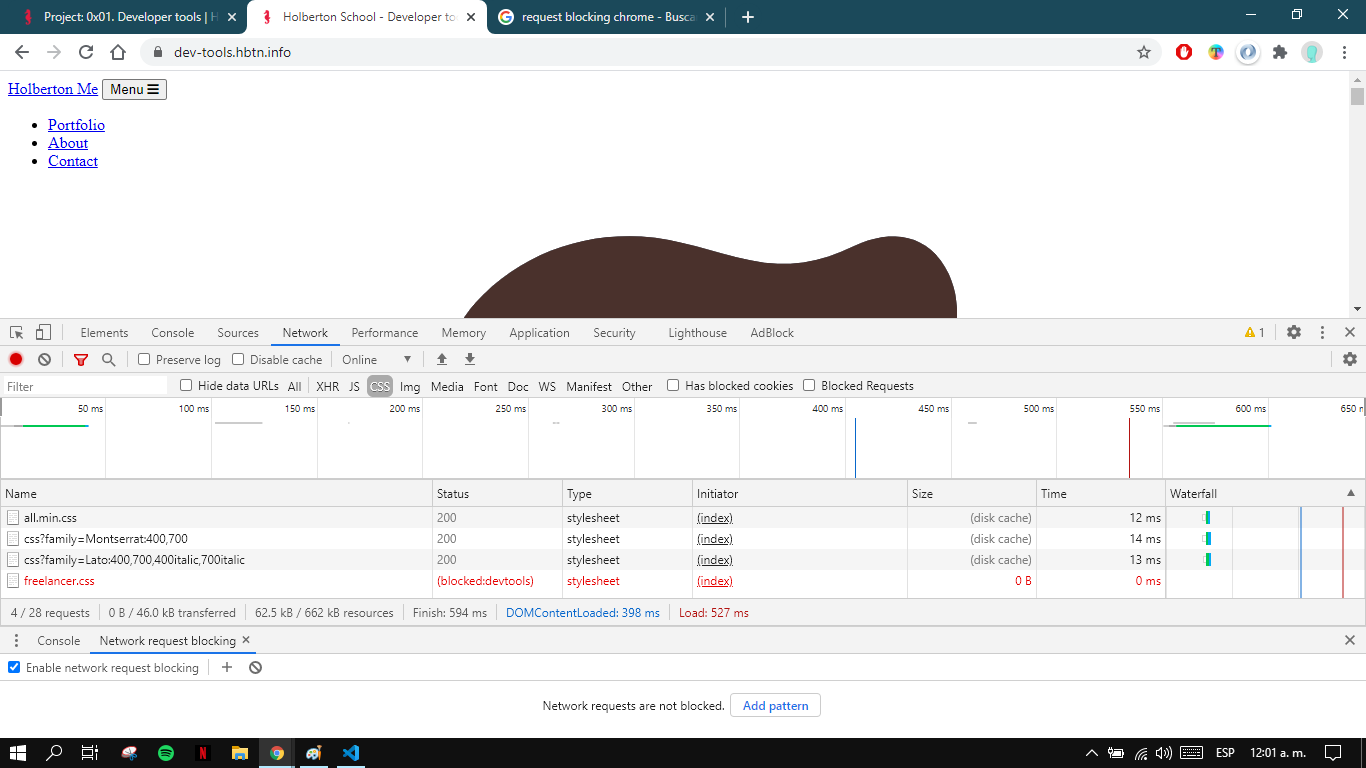 Project: 0x01. Developer tools | H
Holberton School - Developer to
request blocking chrome - Busca
dev-tools.hbtn.info
Holberton Me Menu ☰
• Portfolio
• About
• Contact
Elements Console Sources Network Performance Memory Application Security Lighthouse AdBlock 1
Preserve log Disable cache Online
Filter Hide data URLs All XHR JS CSS Img Media Font Doc WS Manifest Other Has blocked cookies Blocked Requests
50 ms 100 ms 150 ms 200 ms 250 ms 300 ms 350 ms 400 ms 450 ms 500 ms 550 ms 600 ms 650 
Name Status Type Initiator Size Time Waterfall
all.min.css 200 stylesheet (index) (disk cache) 12 ms
css?family=Montserrat:400,700 200 stylesheet (index) (disk cache) 14 ms
css?family=Lato:400,700,400italic,700italic 200 stylesheet (index) (disk cache) 13 ms
freelancer.css (blocked:devtools) stylesheet (index) 0 B 0 ms
4 / 28 requests 0 B / 46.0 kB transferred 62.5 kB / 662 kB resources Finish: 594 ms DOMContentLoaded: 398 ms Load: 527 ms
Console Network request blocking
Enable network request blocking
Network requests are not blocked. Add pattern
ESP 12:01 a. m.